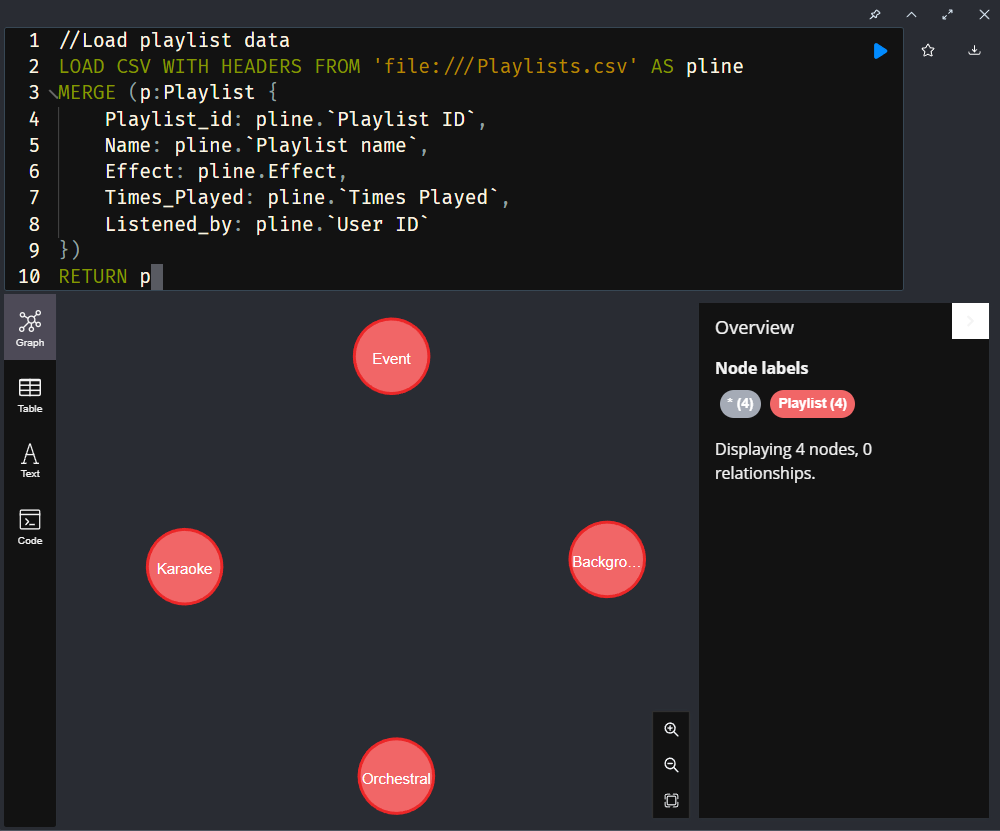 1 //Load playlist data
2 LOAD CSV WITH HEADERS FROM 'file:///Playlists.csv' AS pline
3 MERGE (p:Playlist {
4 Playlist_id: pline.`Playlist ID`,
5 Name: pline.`Playlist name`,
6 Effect: pline.Effect,
7 Times_Played: pline.`Times Played`,
8 Listened_by: pline.`User ID`
9 })
10 RETURN p
Graph
Table
Text
Code
Event
Karaoke
Backgro...
Orchestral
Overview
Node labels
* (4) Playlist (4)
Displaying 4 nodes, 0
relationships.